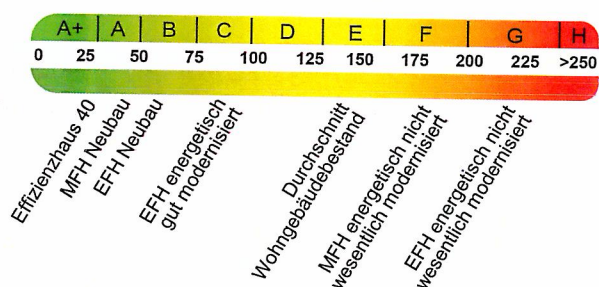 A+ A B C D E F G H
0 25 50 75 100 125 150 175 200 225 >250
Effizienzhaus 40
MFH Neubau
EFH Neubau
EFH energetisch
gut modernisiert
Durchschnitt
Wohngebäudebestand
MFH energetisch nicht
wesentlich modernisiert
EFH energetisch nicht
wesentlich modernisiert